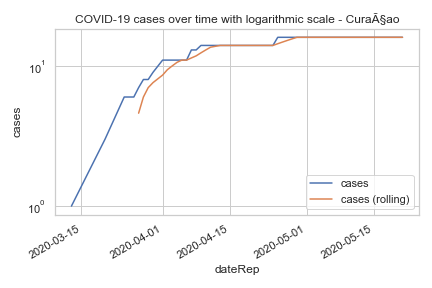 COVID-19 cases over time with logarithmic scale - CuraÃ§ao
cases
10¹
10⁰
cases
cases (rolling)
2020-03-15
2020-04-01
2020-04-15
2020-05-01
2020-05-15
dateRep